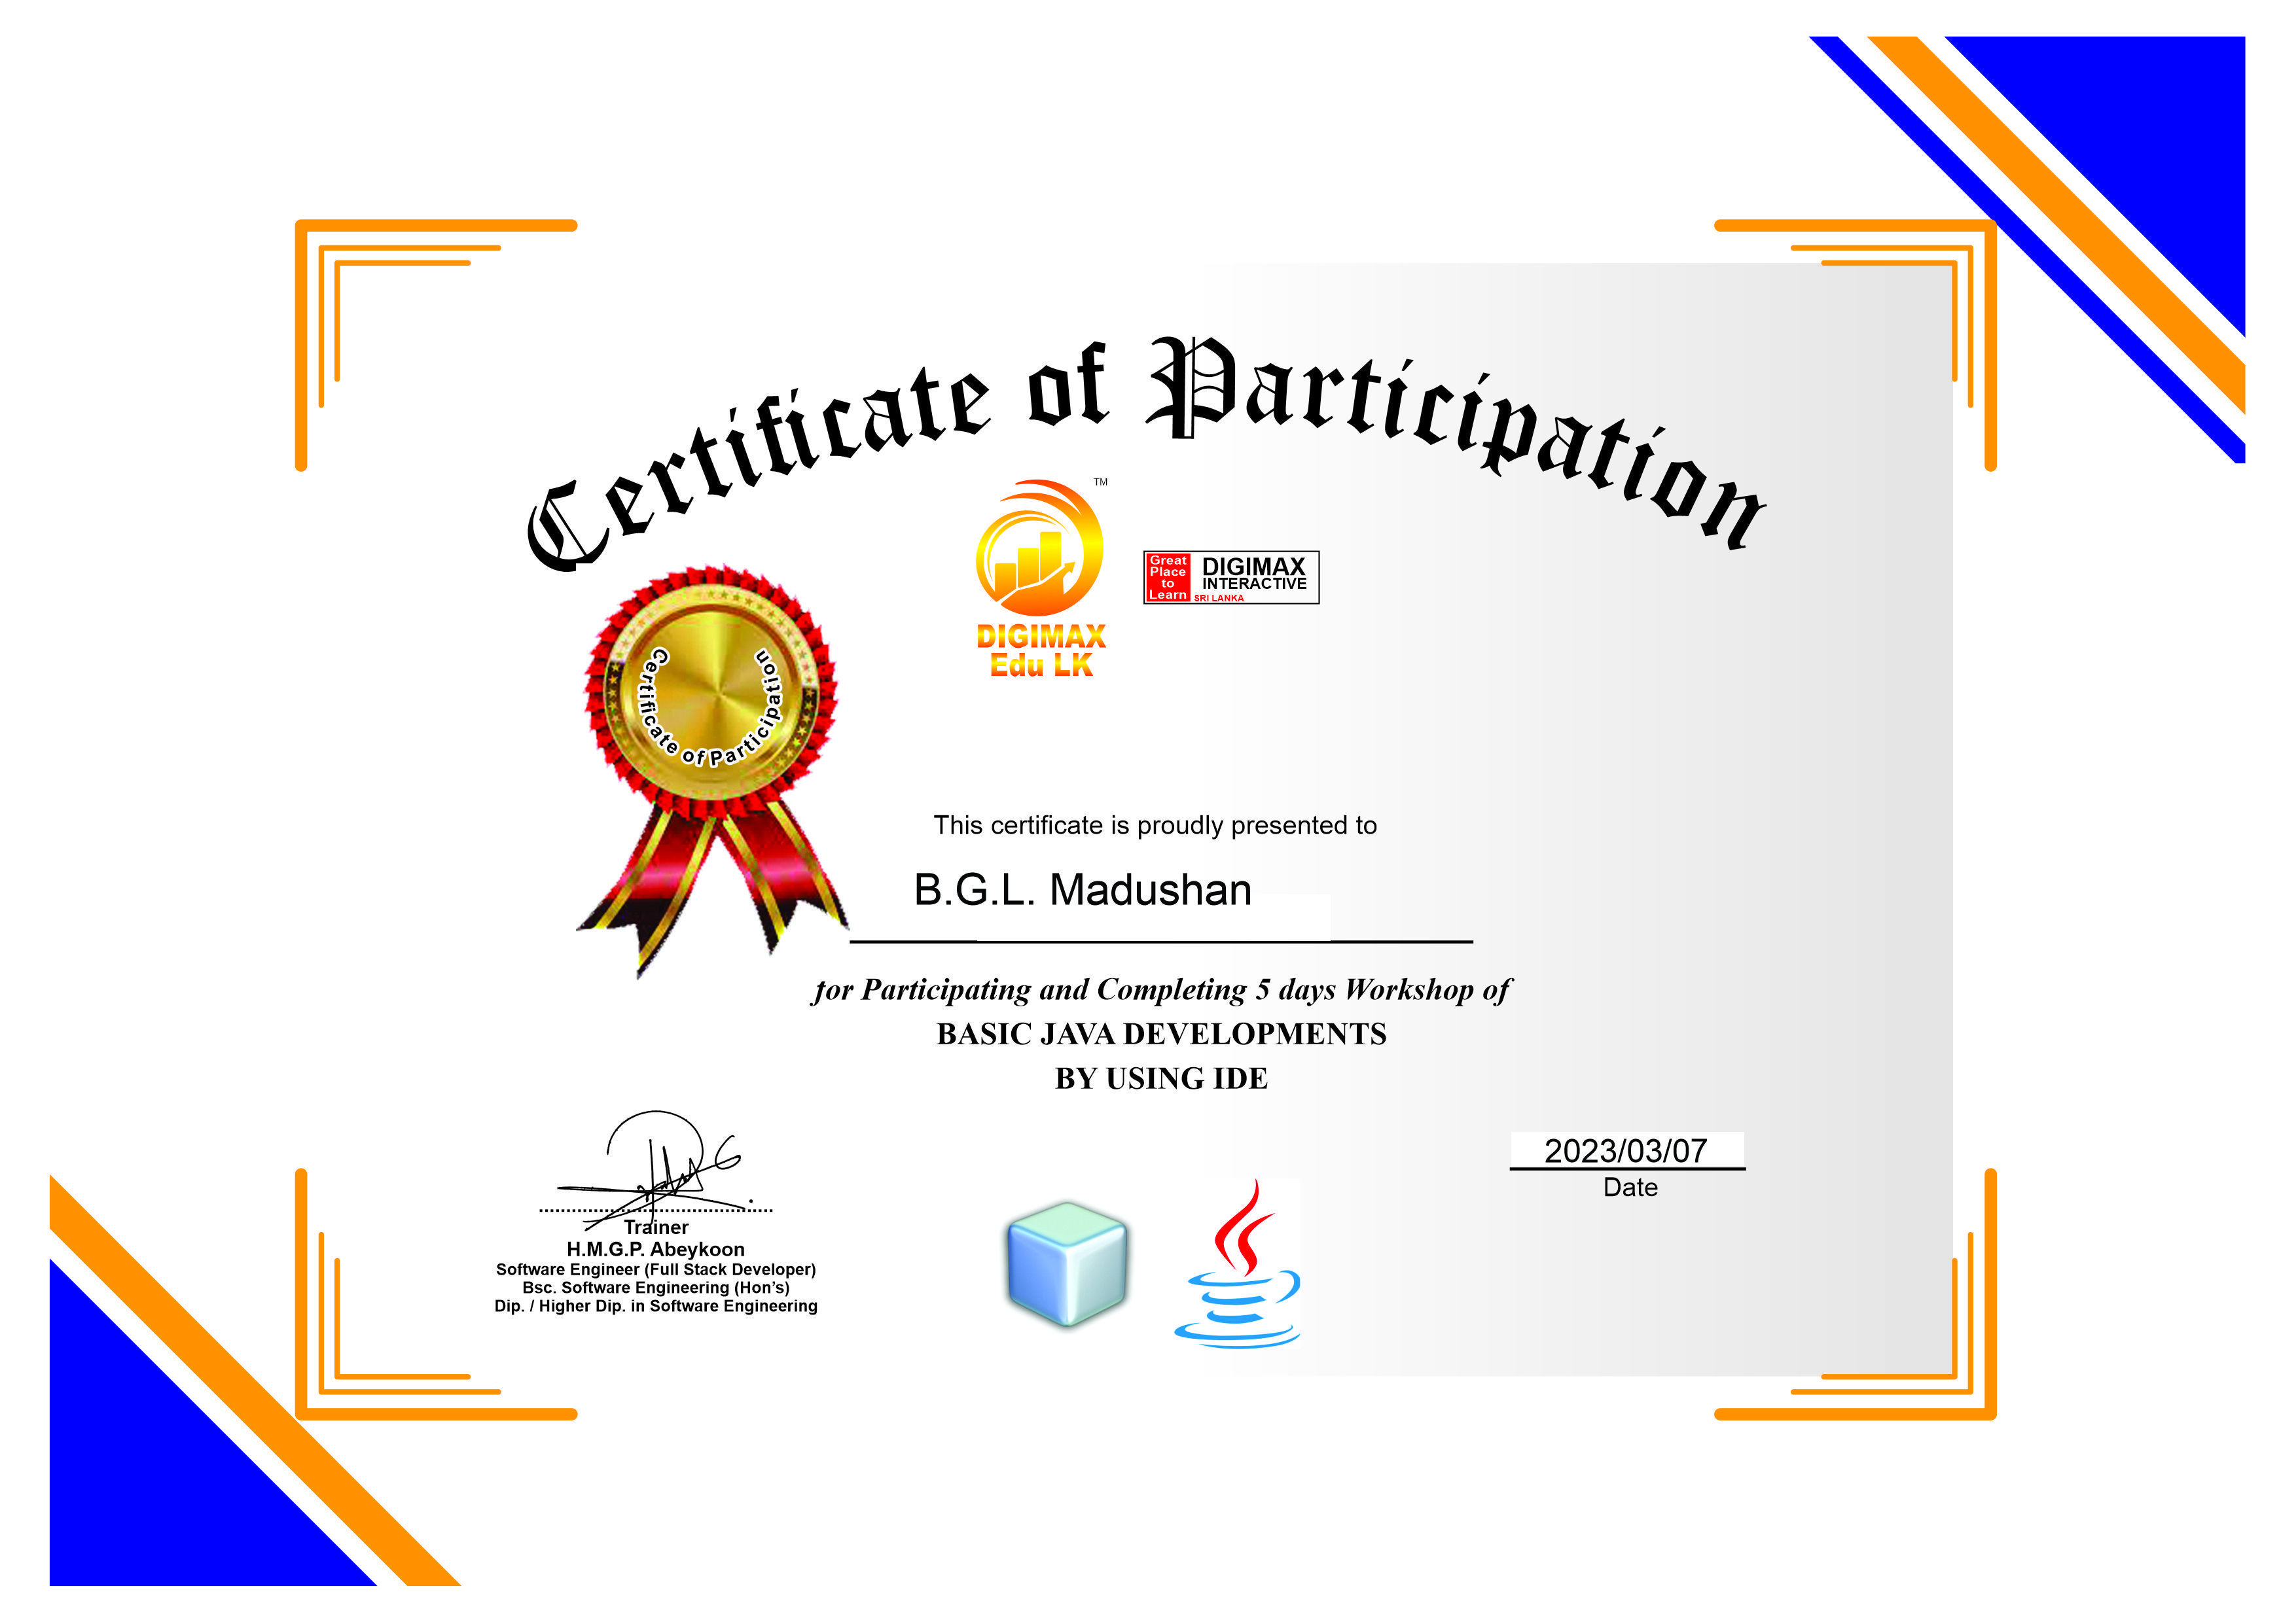 Certificate of Participation
TM
DIGIMAX
Edu LK
Great
Place
to
Learn
DIGIMAX
INTERACTIVE
SRI LANKA
Certificate of Participation
This certificate is proudly presented to
B.G.L. Madushan
for Participating and Completing 5 days Workshop of
BASIC JAVA DEVELOPMENTS
BY USING IDE
2023/03/07
Date
Trainer
H.M.G.P. Abeykoon
Software Engineer (Full Stack Developer)
Bsc. Software Engineering (Hon’s)
Dip. / Higher Dip. in Software Engineering